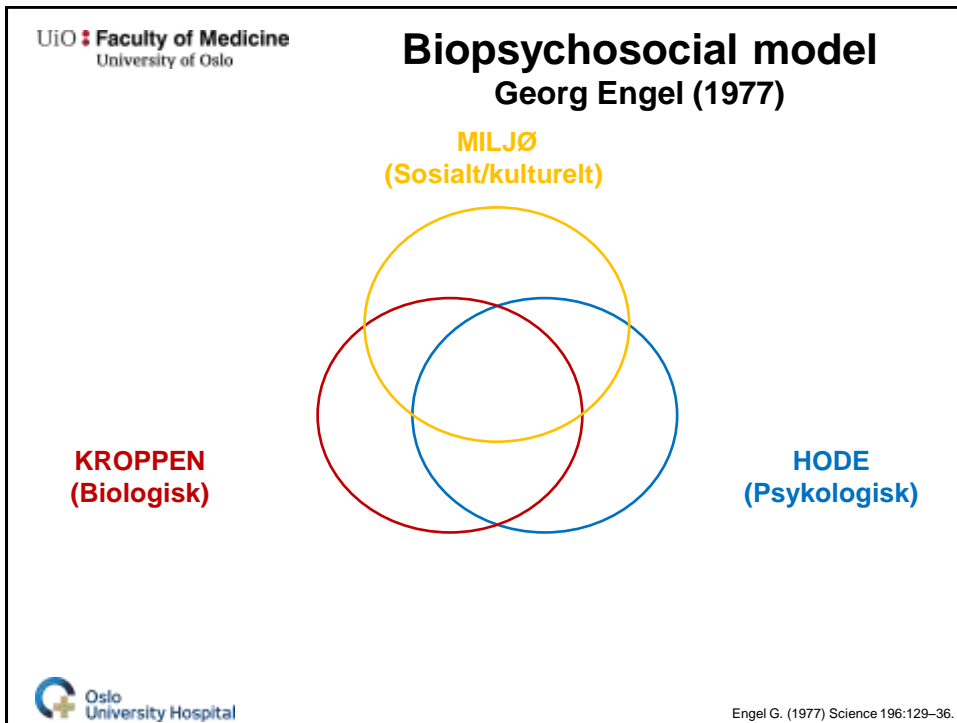 UiO Faculty of Medicine
University of Oslo
Biopsychosocial model
Georg Engel (1977)
MILJØ
(Sosialt/kulturelt)
KROPPEN
(Biologisk)
HODE
(Psykologisk)
Oslo
University Hospital
Engel G. (1977) Science 196:129–36.